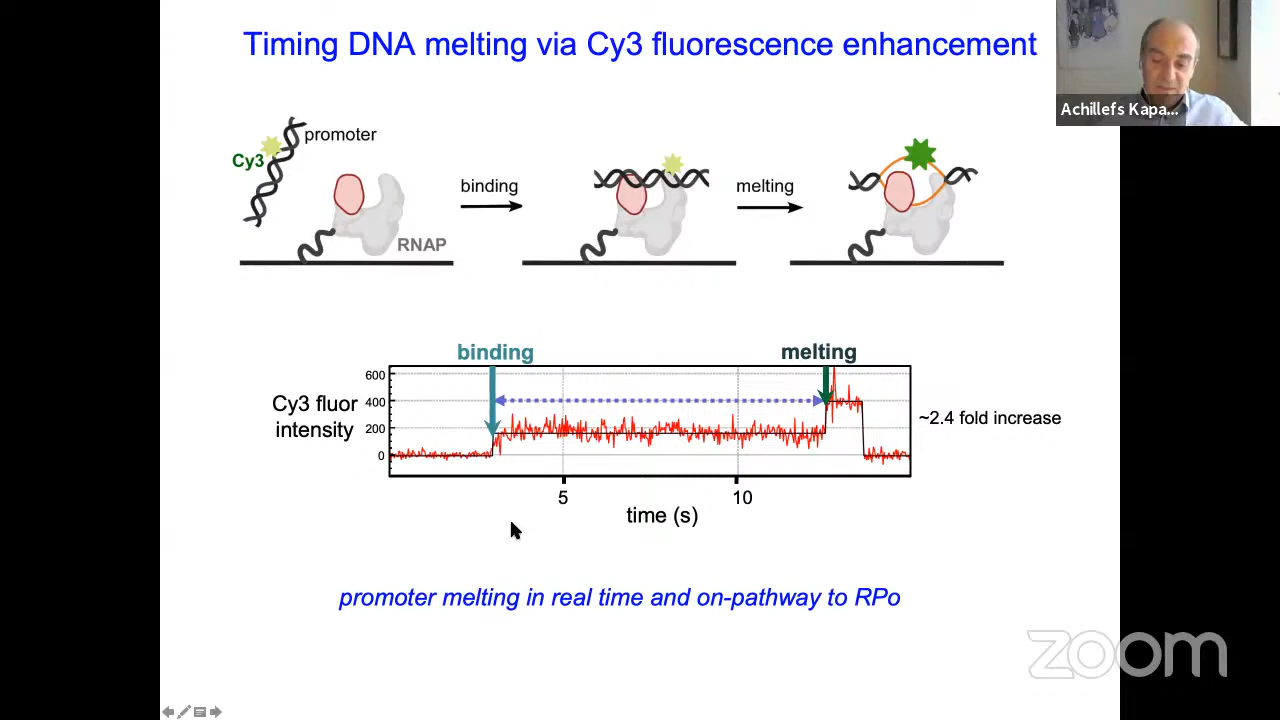 Timing DNA melting via Cy3 fluorescence enhancement
Achillefs Kapa...
promoter
Cy3
binding
melting
RNAP
binding
melting
Cy3 fluor
intensity
600
400
200
0
~2.4 fold increase
5
10
time (s)
promoter melting in real time and on-pathway to RPo
zoom